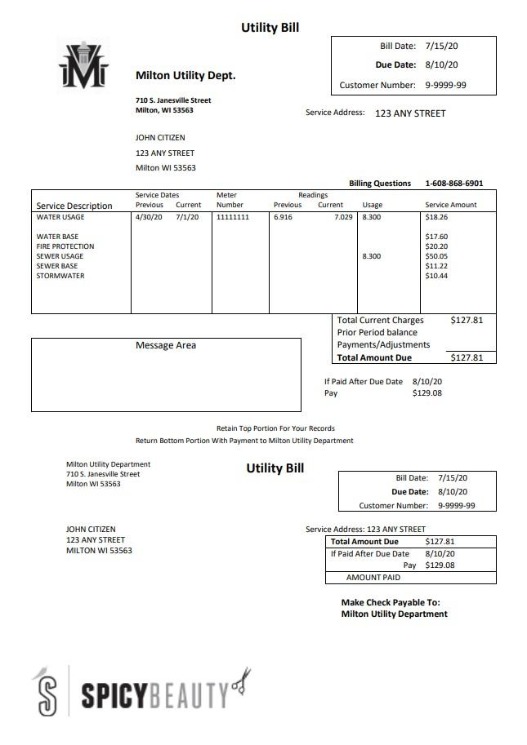 Utility Bill
Bill Date: 7/15/20
Due Date: 8/10/20
Customer Number: 9-9999-99
M
Milton Utility Dept.
710 S. Janesville Street
Milton, WI 53563
Service Address: 123 ANY STREET
JOHN CITIZEN
123 ANY STREET
Milton WI 53563
Billing Questions 1-608-868-6901
Service Dates Meter Readings
Service Description Previous Current Number Previous Current Usage Service Amount
WATER USAGE 4/30/20 7/1/20 11111111 6.916 7.029 8.300 $18.26
WATER BASE $17.60
FIRE PROTECTION $20.20
SEWER USAGE 8.300 $50.05
SEWER BASE $11.22
STORMWATER $10.44
Total Current Charges $127.81
Prior Period balance
Payments/Adjustments
Total Amount Due $127.81
Message Area
If Paid After Due Date 8/10/20
Pay $129.08
Retain Top Portion For Your Records
Return Bottom Portion With Payment to Milton Utility Department
Milton Utility Department
710 S. Janesville Street
Milton WI 53563
Utility Bill
Bill Date: 7/15/20
Due Date: 8/10/20
Customer Number: 9-9999-99
JOHN CITIZEN
123 ANY STREET
MILTON WI 53563
Service Address: 123 ANY STREET
Total Amount Due $127.81
If Paid After Due Date 8/10/20
Pay $129.08
AMOUNT PAID
Make Check Payable To:
Milton Utility Department
S SPICYBEAUTY